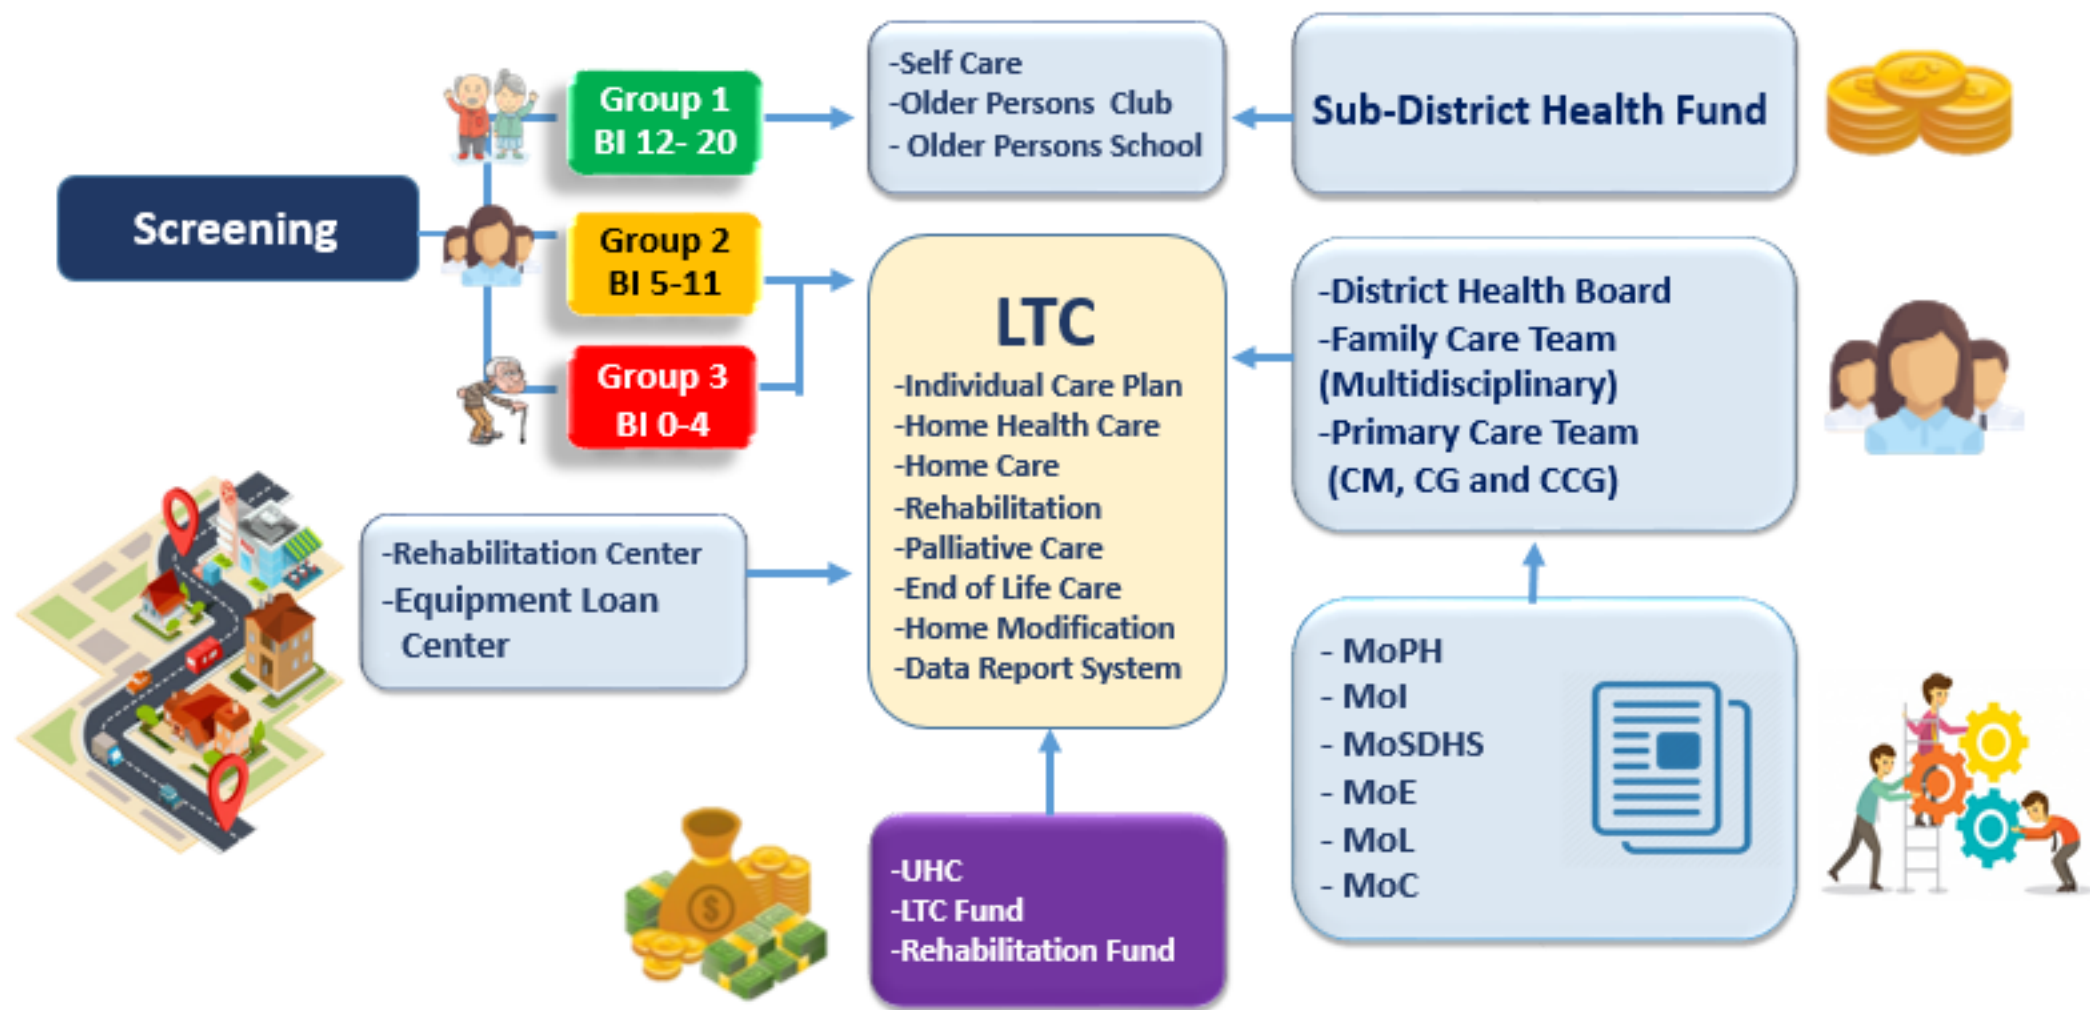 Screening
Group 1
BI 12- 20
Group 2
BI 5-11
Group 3
BI 0-4
-Self Care
-Older Persons Club
- Older Persons School
Sub-District Health Fund
LTC
-Individual Care Plan
-Home Health Care
-Home Care
-Rehabilitation
-Palliative Care
-End of Life Care
-Home Modification
-Data Report System
-District Health Board
-Family Care Team
(Multidisciplinary)
-Primary Care Team
(CM, CG and CCG)
-Rehabilitation Center
-Equipment Loan
Center
- MoPH
- MoI
- MoSDHS
- MoE
- MoL
- MoC
-UHC
-LTC Fund
-Rehabilitation Fund